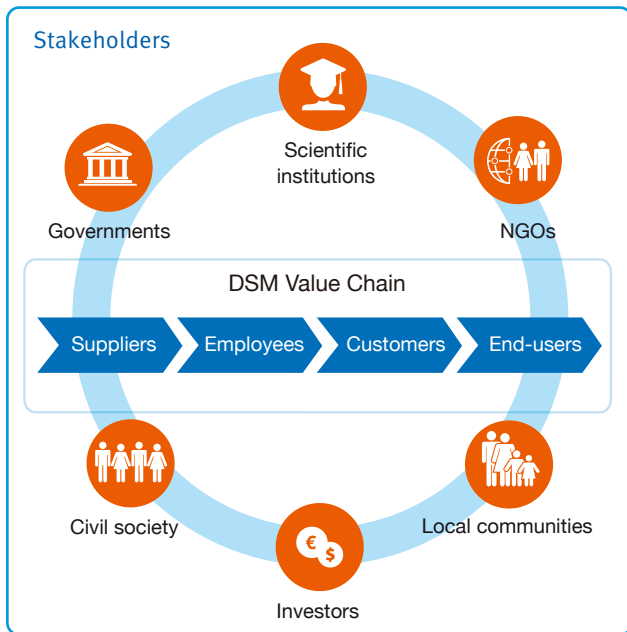 Stakeholders
Scientific
institutions
Governments
NGOs
DSM Value Chain
Suppliers
Employees
Customers
End-users
Civil society
Local communities
€
$
Investors